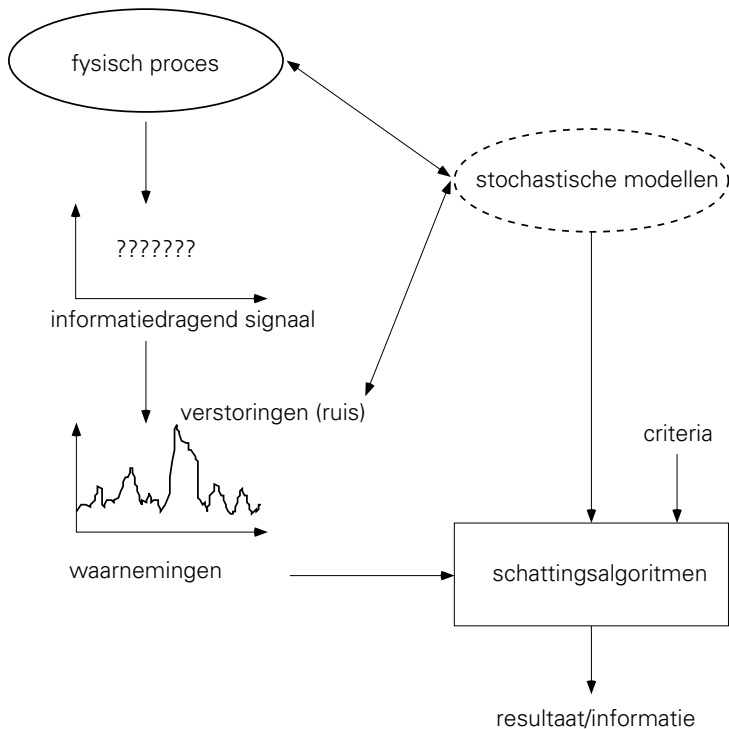 fysisch proces
stochastische modellen
???????
informatiedragend signaal
verstoringen (ruis)
criteria
waarnemingen
schattingsalgoritmen
resultaat/informatie